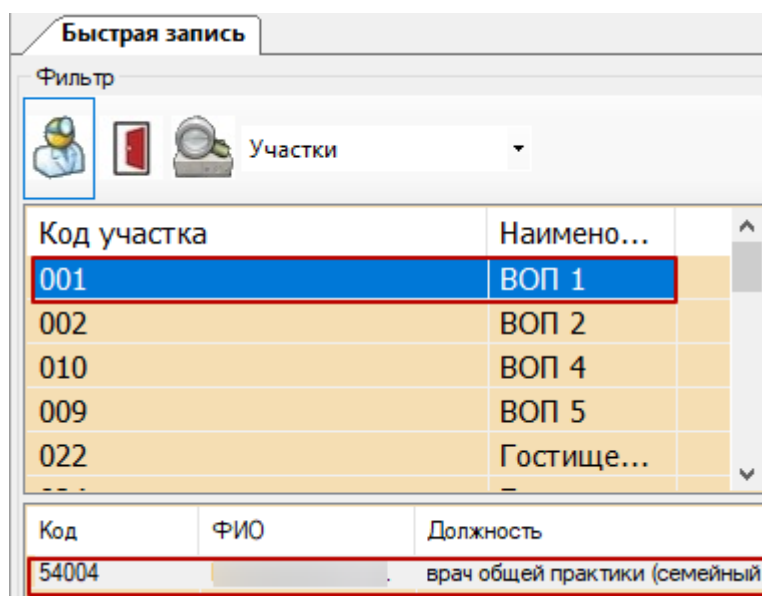 Быстрая запись
Фильтр
Участки
Код участка Наимено...
001 ВОП 1
002 ВОП 2
010 ВОП 4
009 ВОП 5
022 Гостище...
Код ФИО Должность
54004 . врач общей практики (семейный